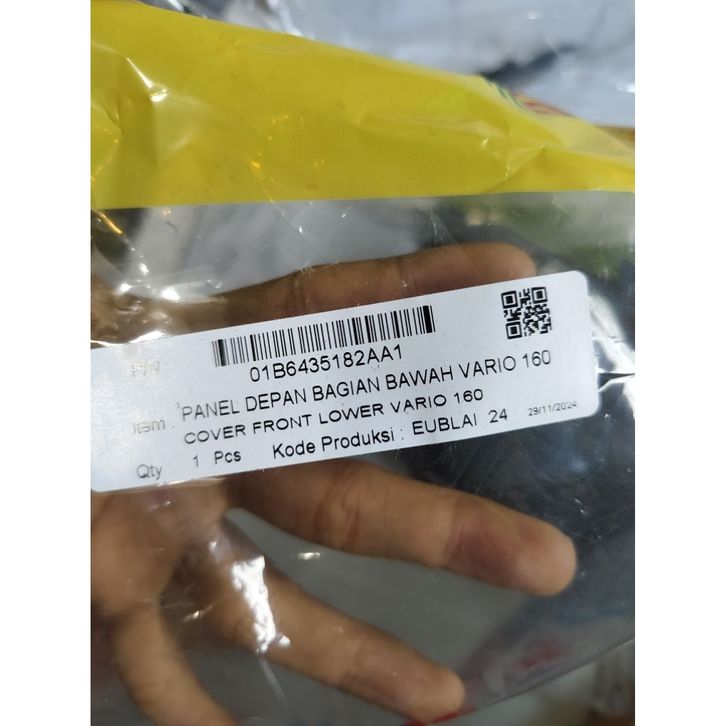 P/N 01B6435182AA1
Item : PANEL DEPAN BAGIAN BAWAH VARIO 160
COVER FRONT LOWER VARIO 160
Qty 1 Pcs Kode Produksi : EUBLAI 24 29/11/2024